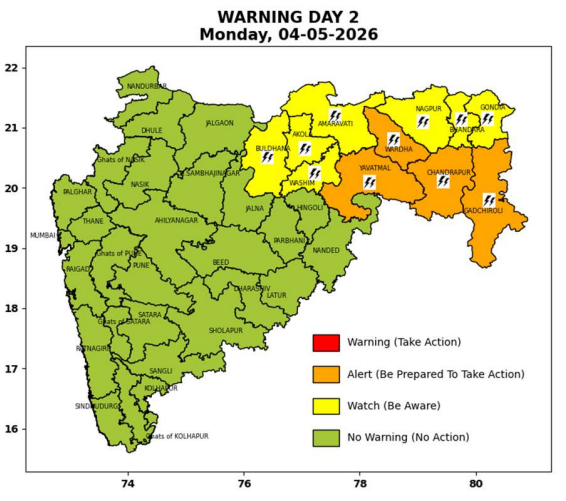 WARNING DAY 2
Monday, 04-05-2026
22
21
20
19
18
17
16
74
76
78
80
NANDURBAR
DHULE
JALGAON
Ghats of NASIK
NASIK
SAMBHAJINAGAR
BULDHANA
AKOLA
AMARAVATI
WASHIM
NAGPUR
WARDHA
BHANDARA
GONDIA
YAVATMAL
CHANDRAPUR
GADCHIROLI
PALGHAR
THANE
MUMBAI
AHILYANAGAR
JALNA
HINGOLI
PARBHANI
NANDED
Ghats of PUNE
PUNE
RAIGAD
BEED
DHARASHIV
LATUR
SATARA
Ghats of SATARA
SHOLAPUR
RATNAGIRI
SANGLI
KOLHAPUR
SINDHUDURG
Ghats of KOLHAPUR
Warning (Take Action)
Alert (Be Prepared To Take Action)
Watch (Be Aware)
No Warning (No Action)